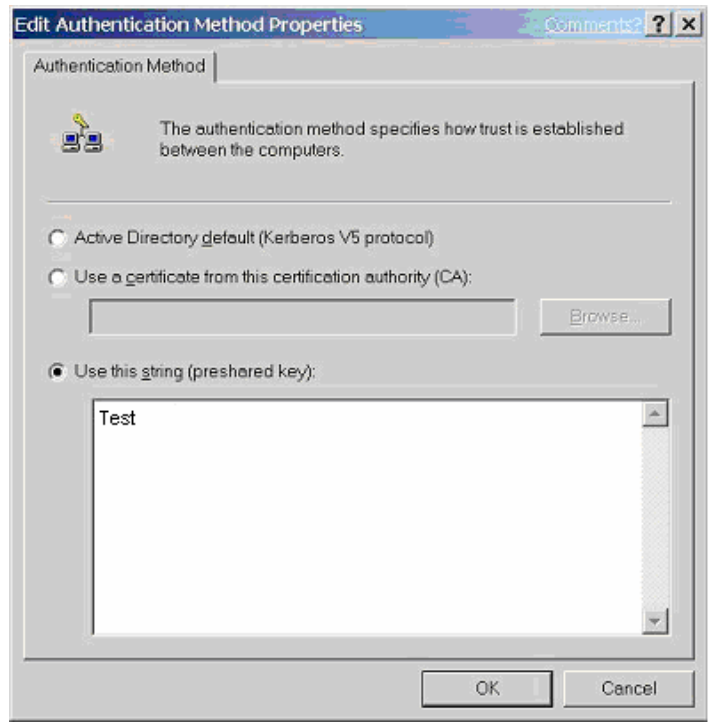 Edit Authentication Method Properties
Comments? ? ×
Authentication Method
The authentication method specifies how trust is established
between the computers.
Active Directory default (Kerberos V5 protocol)
Use a certificate from this certification authority (CA):
Browse...
Use this string (preshared key):
Test
OK Cancel